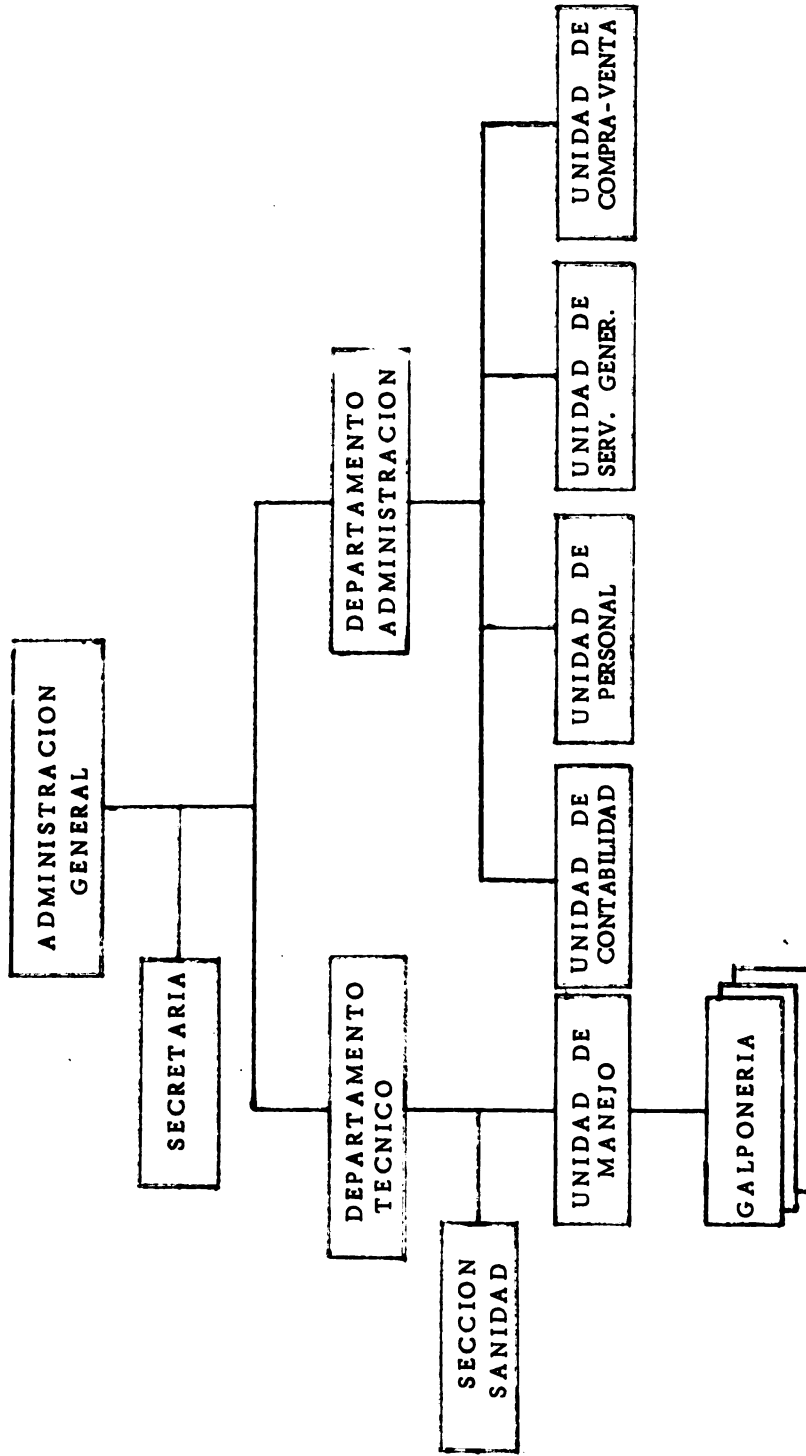 ADMINISTRACION
GENERAL
SECRETARIA
DEPARTAMENTO
TECNICO
DEPARTAMENTO
ADMINISTRACION
SECCION
SANIDAD
UNIDAD DE
MANEJO
UNIDAD DE
CONTABILIDAD
UNIDAD DE
PERSONAL
UNIDAD DE
SERV. GENER.
UNIDAD DE
COMPRA-VENTA
GALPONERIA